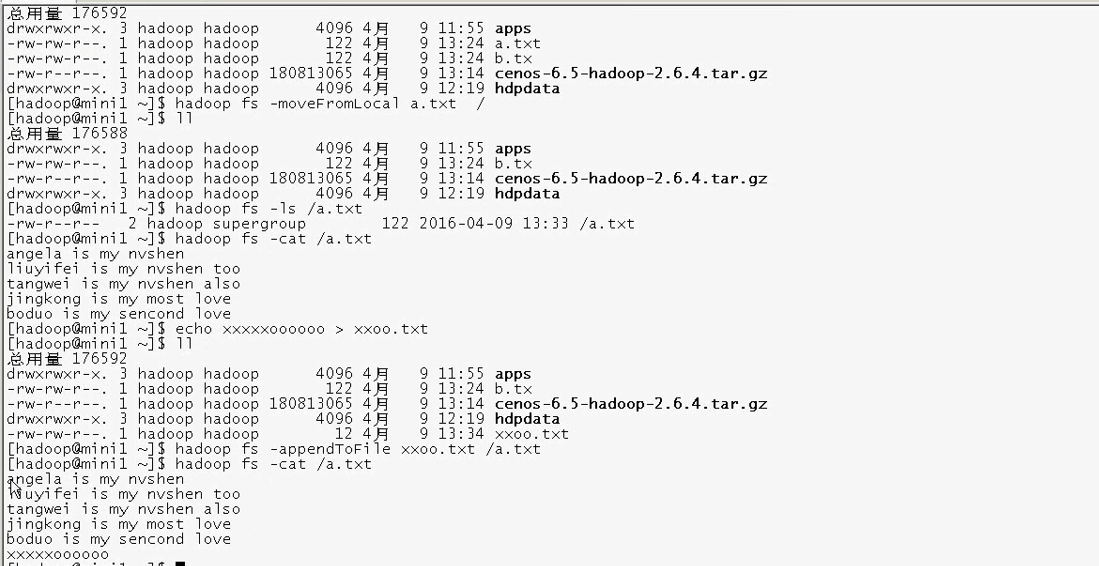 总用量 176592
drwxrwxr-x. 3 hadoop hadoop      4096 4月   9 11:55 apps
-rw-rw-r--. 1 hadoop hadoop       122 4月   9 13:24 a.txt
-rw-rw-r--. 1 hadoop hadoop       122 4月   9 13:24 b.tx
-rw-r--r--. 1 hadoop hadoop 180813065 4月   9 13:14 cenos-6.5-hadoop-2.6.4.tar.gz
drwxrwxr-x. 3 hadoop hadoop      4096 4月   9 12:19 hdpdata
[hadoop@mini1 ~]$ hadoop fs -moveFromLocal a.txt  /
[hadoop@mini1 ~]$ ll
总用量 176588
drwxrwxr-x. 3 hadoop hadoop      4096 4月   9 11:55 apps
-rw-rw-r--. 1 hadoop hadoop       122 4月   9 13:24 b.tx
-rw-r--r--. 1 hadoop hadoop 180813065 4月   9 13:14 cenos-6.5-hadoop-2.6.4.tar.gz
drwxrwxr-x. 3 hadoop hadoop      4096 4月   9 12:19 hdpdata
[hadoop@mini1 ~]$ hadoop fs -ls /a.txt
-rw-r--r--   2 hadoop supergroup        122 2016-04-09 13:33 /a.txt
[hadoop@mini1 ~]$ hadoop fs -cat /a.txt
angela is my nvshen
liuyifei is my nvshen too
tangwei is my nvshen also
jingkong is my most love
boduo is my sencond love
[hadoop@mini1 ~]$ echo xxxxxoooooo > xxoo.txt
[hadoop@mini1 ~]$ ll
总用量 176592
drwxrwxr-x. 3 hadoop hadoop      4096 4月   9 11:55 apps
-rw-rw-r--. 1 hadoop hadoop       122 4月   9 13:24 b.tx
-rw-r--r--. 1 hadoop hadoop 180813065 4月   9 13:14 cenos-6.5-hadoop-2.6.4.tar.gz
drwxrwxr-x. 3 hadoop hadoop      4096 4月   9 12:19 hdpdata
-rw-rw-r--. 1 hadoop hadoop        12 4月   9 13:34 xxoo.txt
[hadoop@mini1 ~]$ hadoop fs -appendToFile xxoo.txt /a.txt
[hadoop@mini1 ~]$ hadoop fs -cat /a.txt
angela is my nvshen
liuyifei is my nvshen too
tangwei is my nvshen also
jingkong is my most love
boduo is my sencond love
xxxxxoooooo
[hadoop@mini1 ~]$